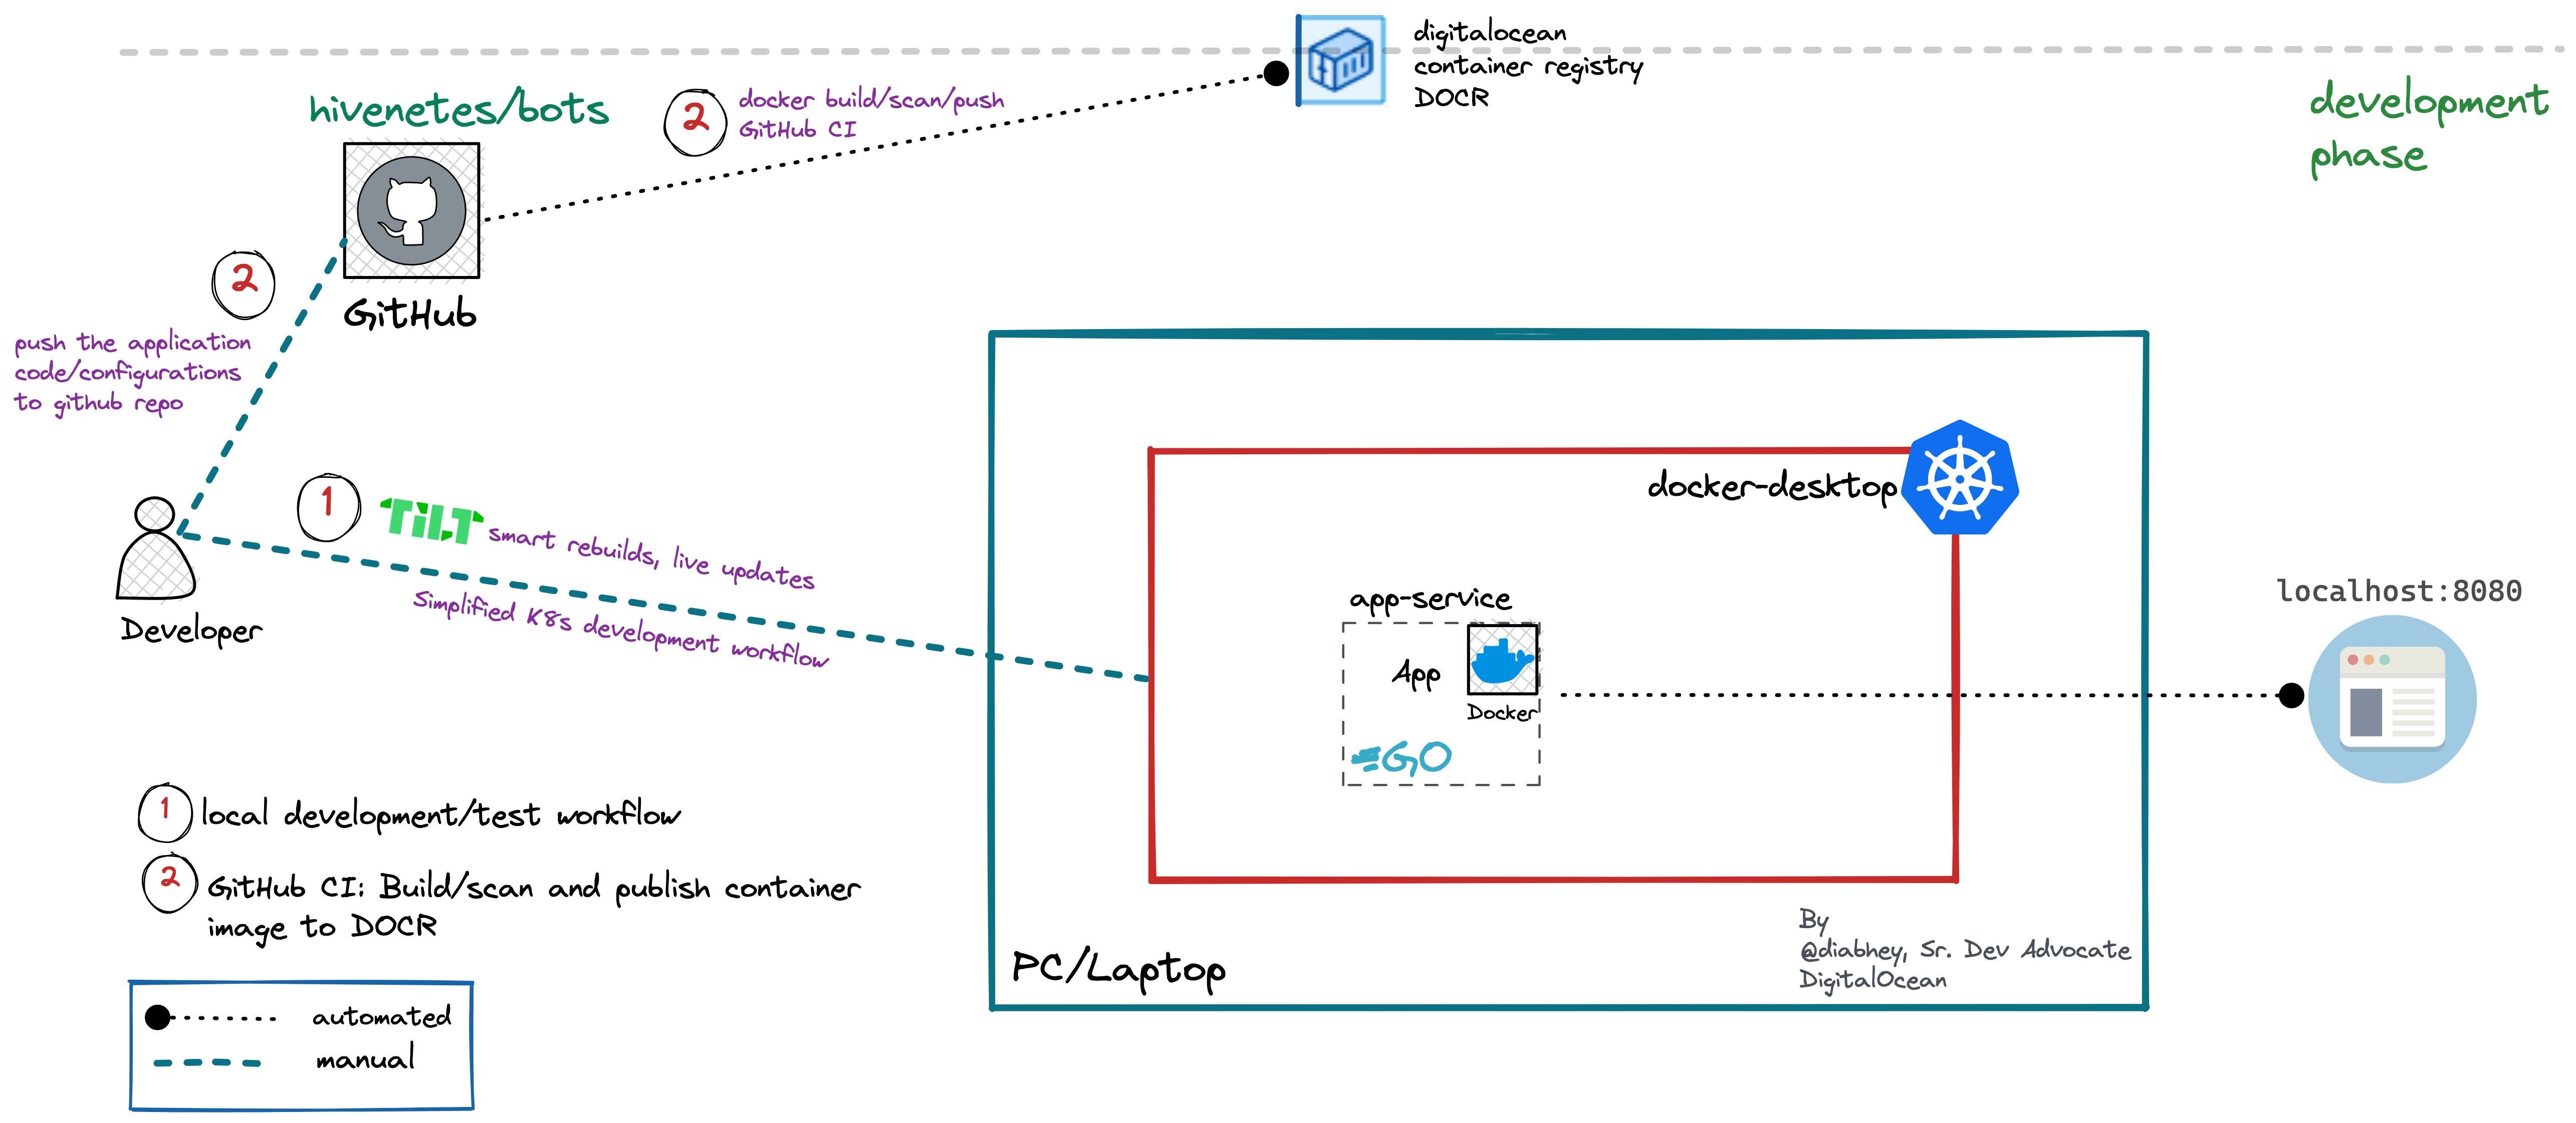 digitalocean
container registry
DOCR
development
phase
hivenetes/bots
2
docker build/scan/push
GitHub CI
GitHub
2
push the application
code/configurations
to github repo
1
TiLT
smart rebuilds, live updates
Simplified K8s development workflow
Developer
docker-desktop
app-service
App
Docker
GO
localhost:8080
1
local development/test workflow
2
GitHub CI: Build/scan and publish container
image to DOCR
PC/Laptop
By
@diabhey, Sr. Dev Advocate
DigitalOcean
automated
manual